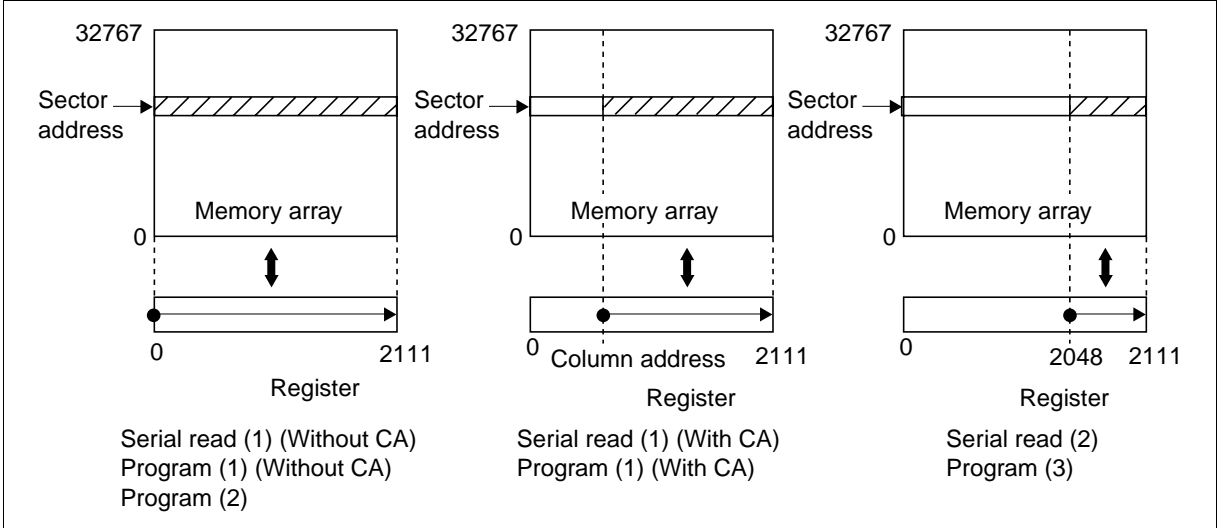 32767
Sector
address
Memory array
0
0
2111
Register
Serial read (1) (Without CA)
Program (1) (Without CA)
Program (2)
32767
Sector
address
Memory array
0
0
Column address
2111
Register
Serial read (1) (With CA)
Program (1) (With CA)
32767
Sector
address
Memory array
0
0
2048
2111
Register
Serial read (2)
Program (3)